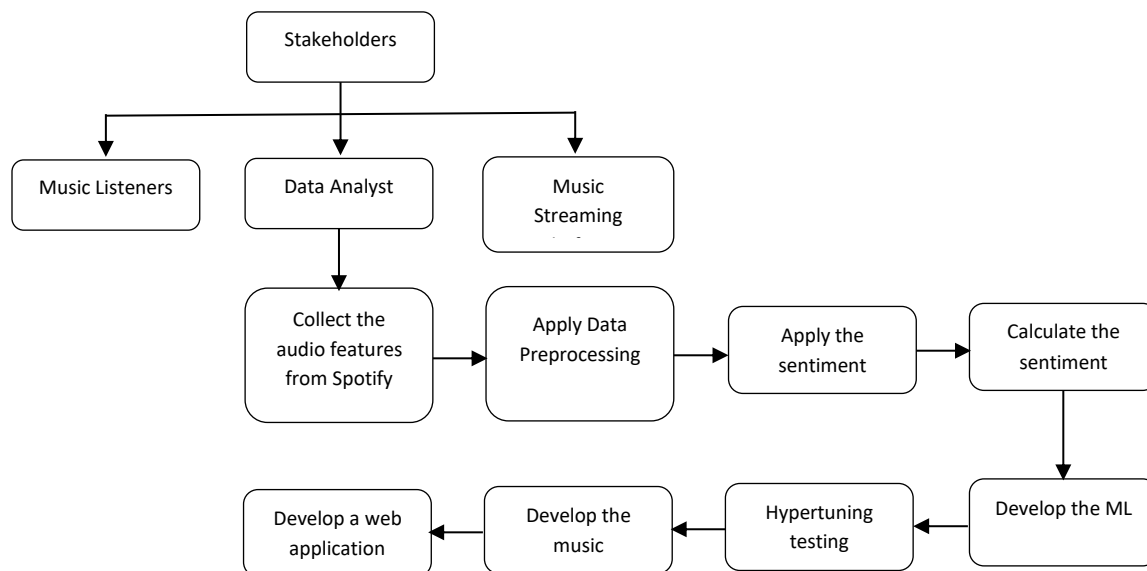 Stakeholders
Music Listeners
Data Analyst
Music
Streaming
Collect the
audio features
from Spotify
Apply Data
Preprocessing
Apply the
sentiment
Calculate the
sentiment
Develop the ML
Hypertuning
testing
Develop the
music
Develop a web
application